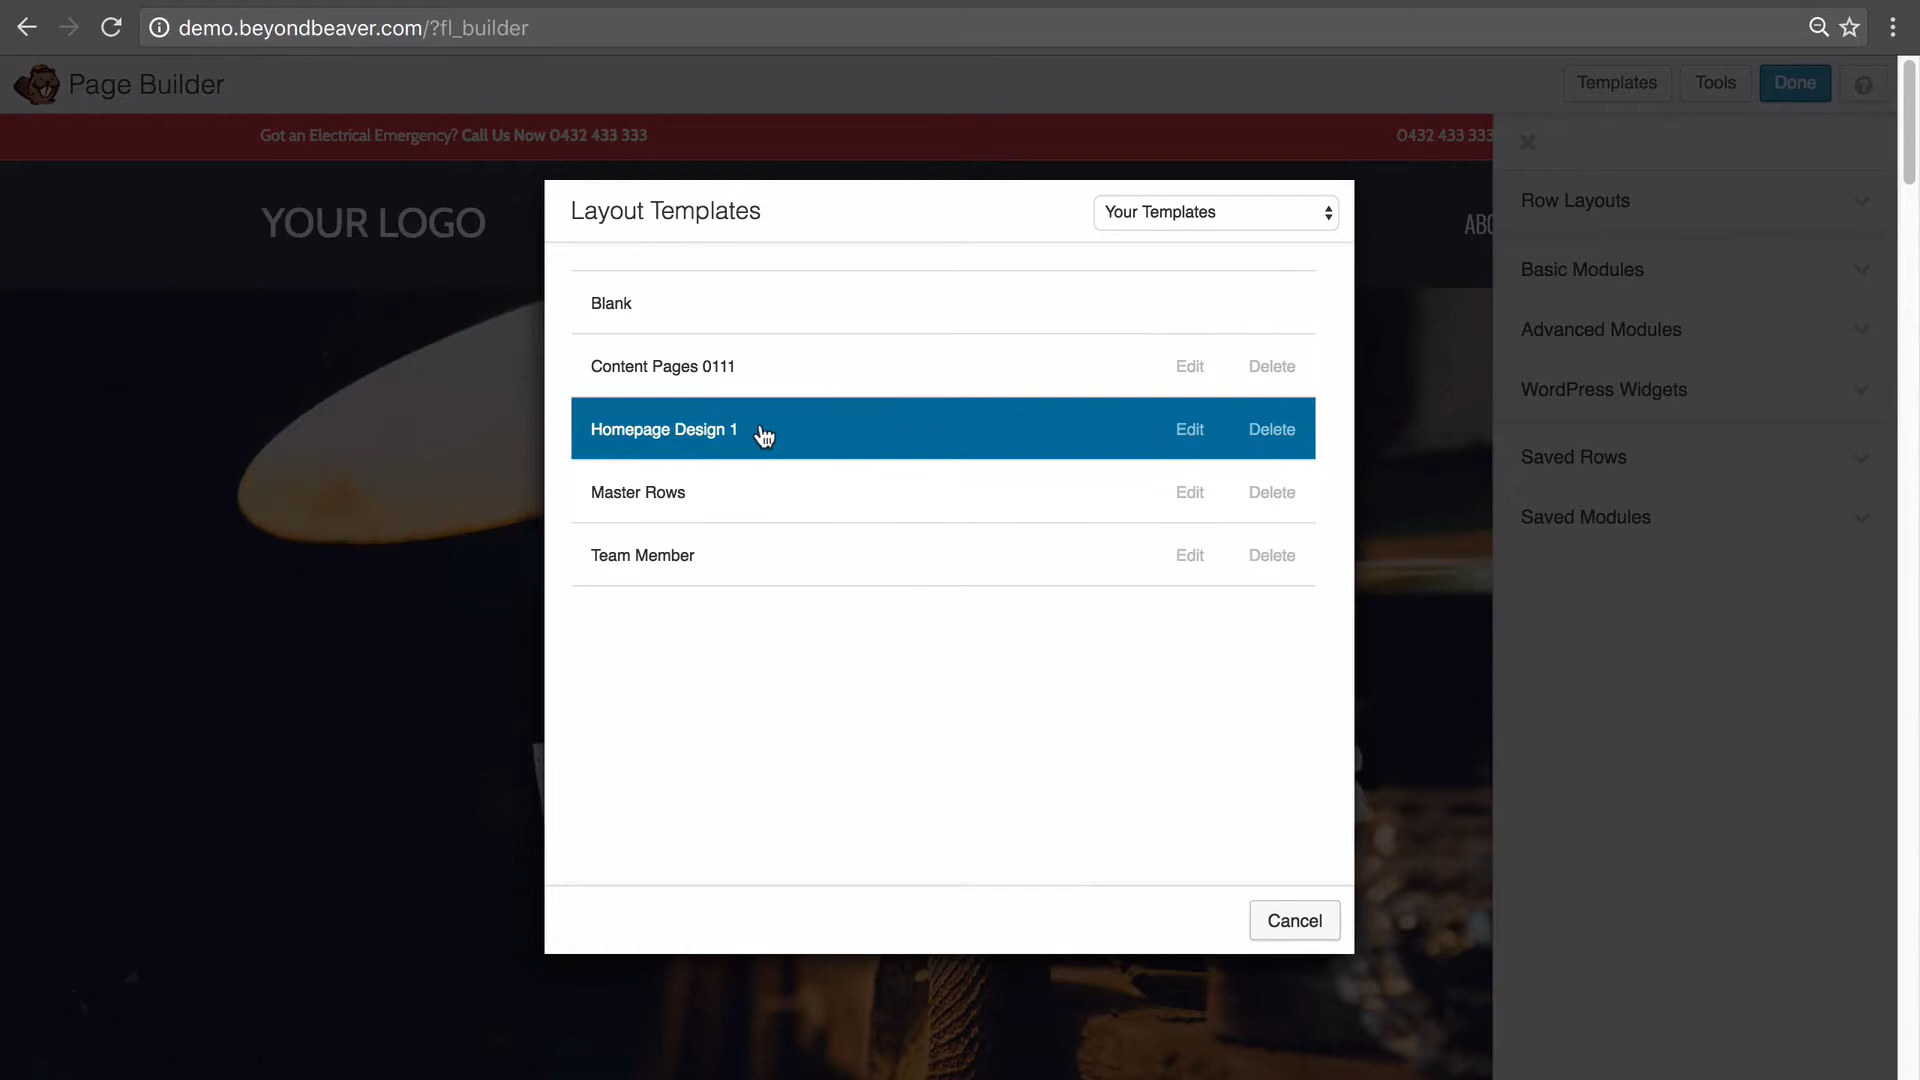 demo.beyondbeaver.com/?fl_builder
Page Builder
Templates
Tools
Done
Got an Electrical Emergency? Call Us Now 0432 433 333
0432 433 333
YOUR LOGO
ABO
Layout Templates
Your Templates
Blank
Content Pages 0111 Edit Delete
Homepage Design 1 Edit Delete
Master Rows Edit Delete
Team Member Edit Delete
Cancel
Row Layouts
Basic Modules
Advanced Modules
WordPress Widgets
Saved Rows
Saved Modules